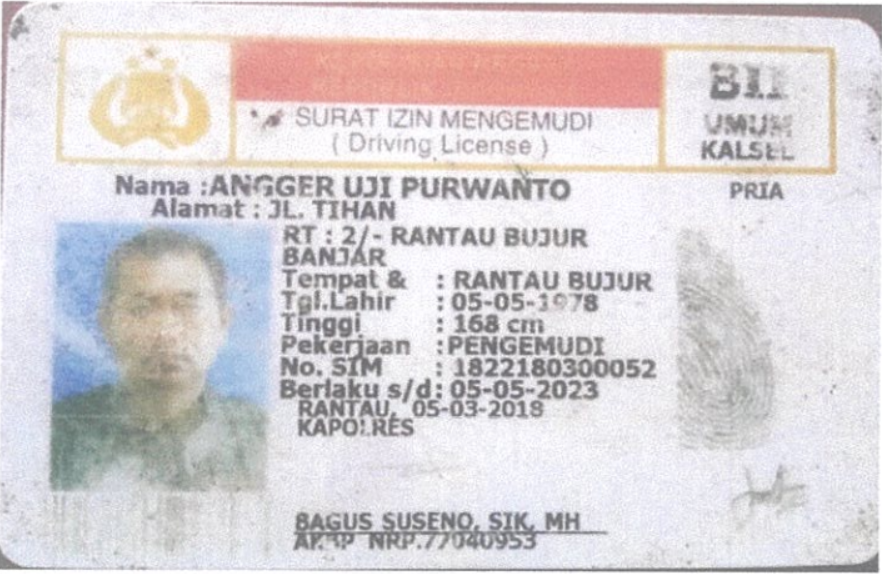 SURAT IZIN MENGEMUDI
( Driving License )
BII
UMUM
KALSEL
Nama :ANGGER UJI PURWANTO
PRIA
Alamat : JL. TIHAN
RT : 2/- RANTAU BUJUR
BANJAR
Tempat & : RANTAU BUJUR
Tgl.Lahir : 05-05-1978
Tinggi : 168 cm
Pekerjaan :PENGEMUDI
No. SIM : 1822180300052
Berlaku s/d: 05-05-2023
RANTAU, 05-03-2018
KAPOLRES
BAGUS SUSENO, SIK, MH
AKBP NRP.77040953